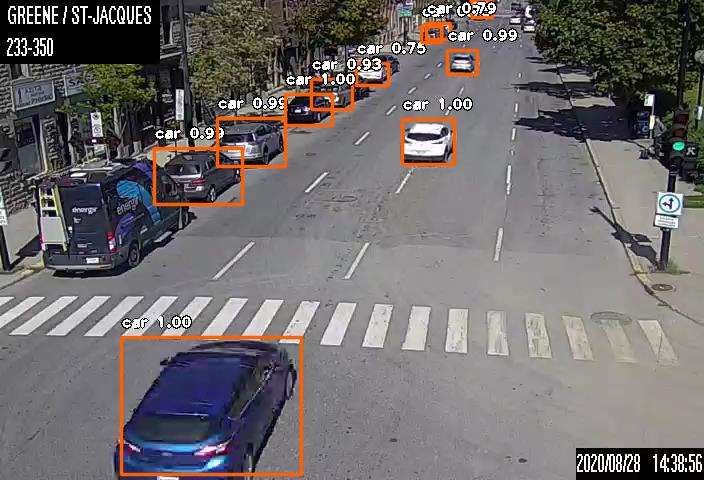 GREENE / ST-JACQUES
233-350
car 0.79
car 0.99
car 0.75
car 0.93
car 1.00
car 0.99
car 1.00
car 0.99
energir
energir
car 1.00
2020/08/28 14:38:56